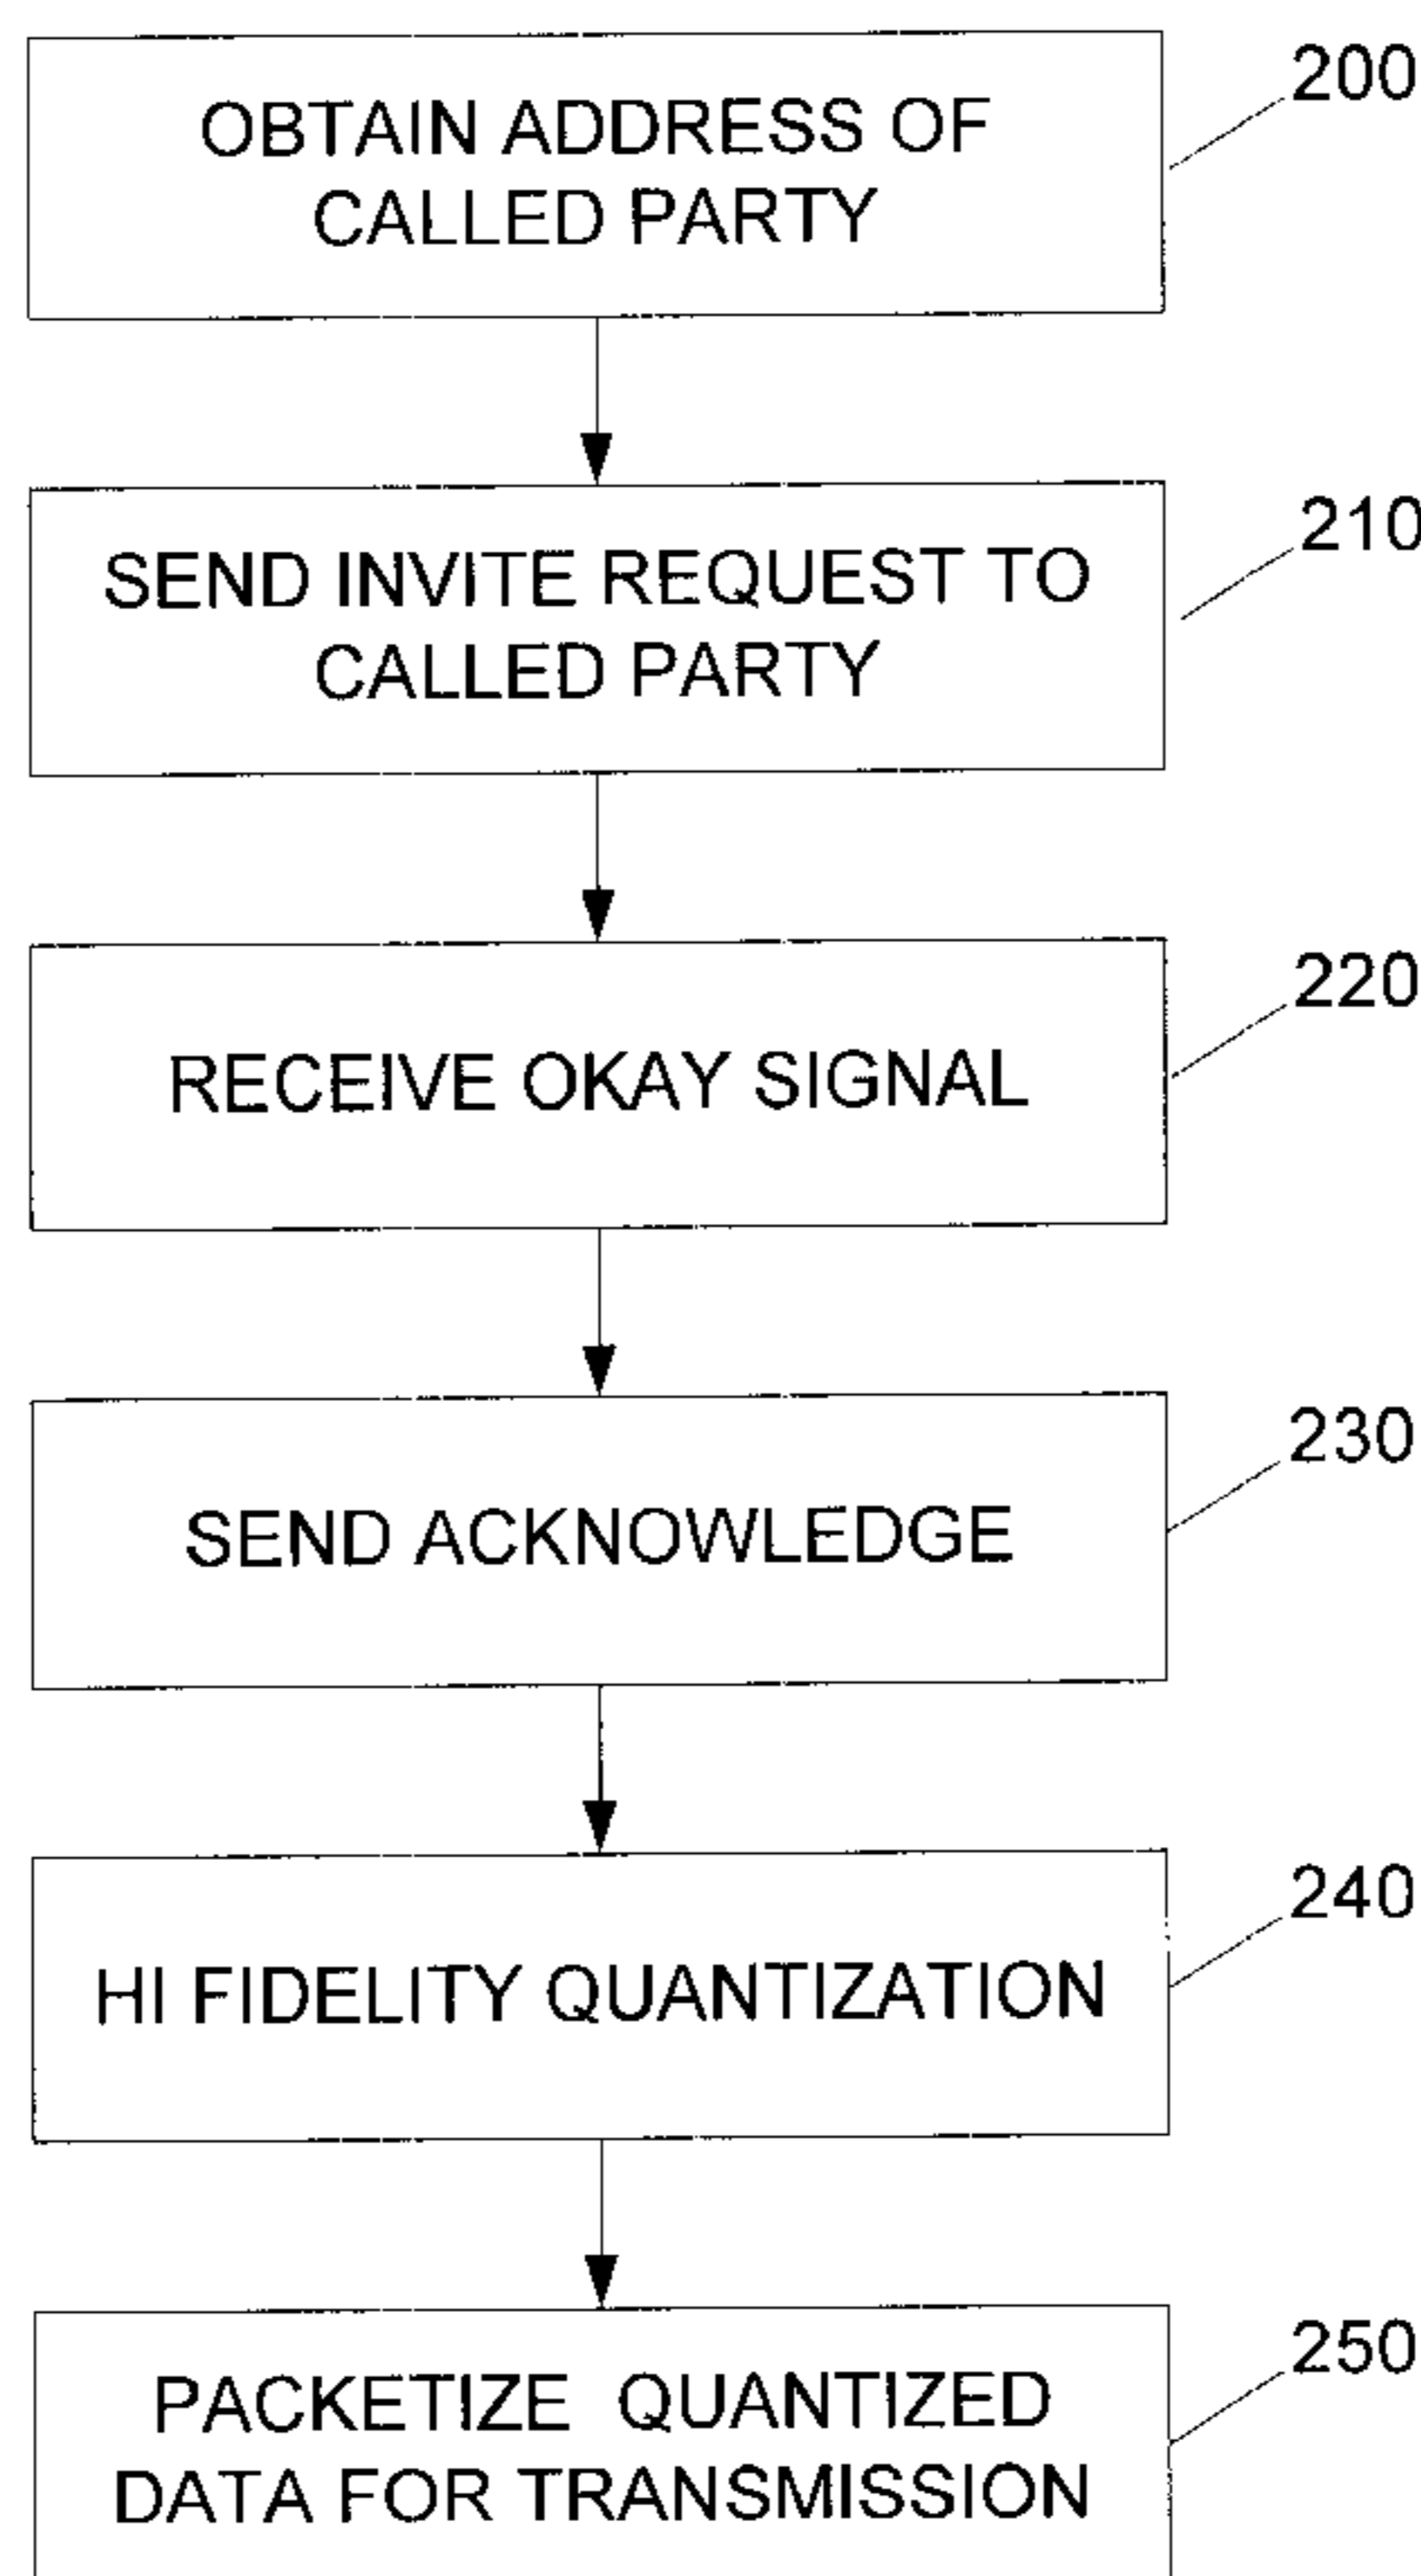 OBTAIN ADDRESS OF
CALLED PARTY
200
SEND INVITE REQUEST TO
CALLED PARTY
210
RECEIVE OKAY SIGNAL
220
SEND ACKNOWLEDGE
230
HI FIDELITY QUANTIZATION
240
PACKETIZE QUANTIZED
DATA FOR TRANSMISSION
250